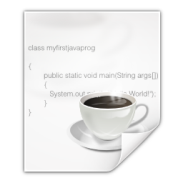 class myfirstjavaprog
{
public static void main(String args[])
{
System.out World!");
}
}